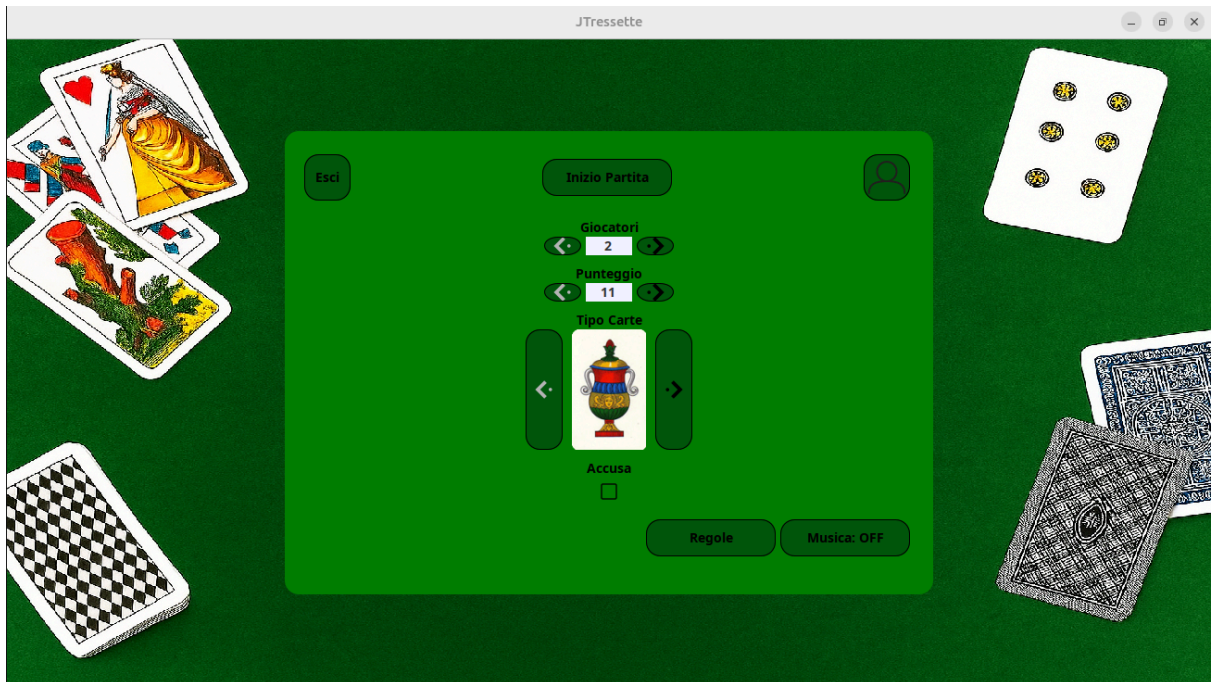 JTressette
Esci
Inizio Partita
Giocatori
2
Punteggio
11
Tipo Carte
Accusa
Regole
Musica: OFF